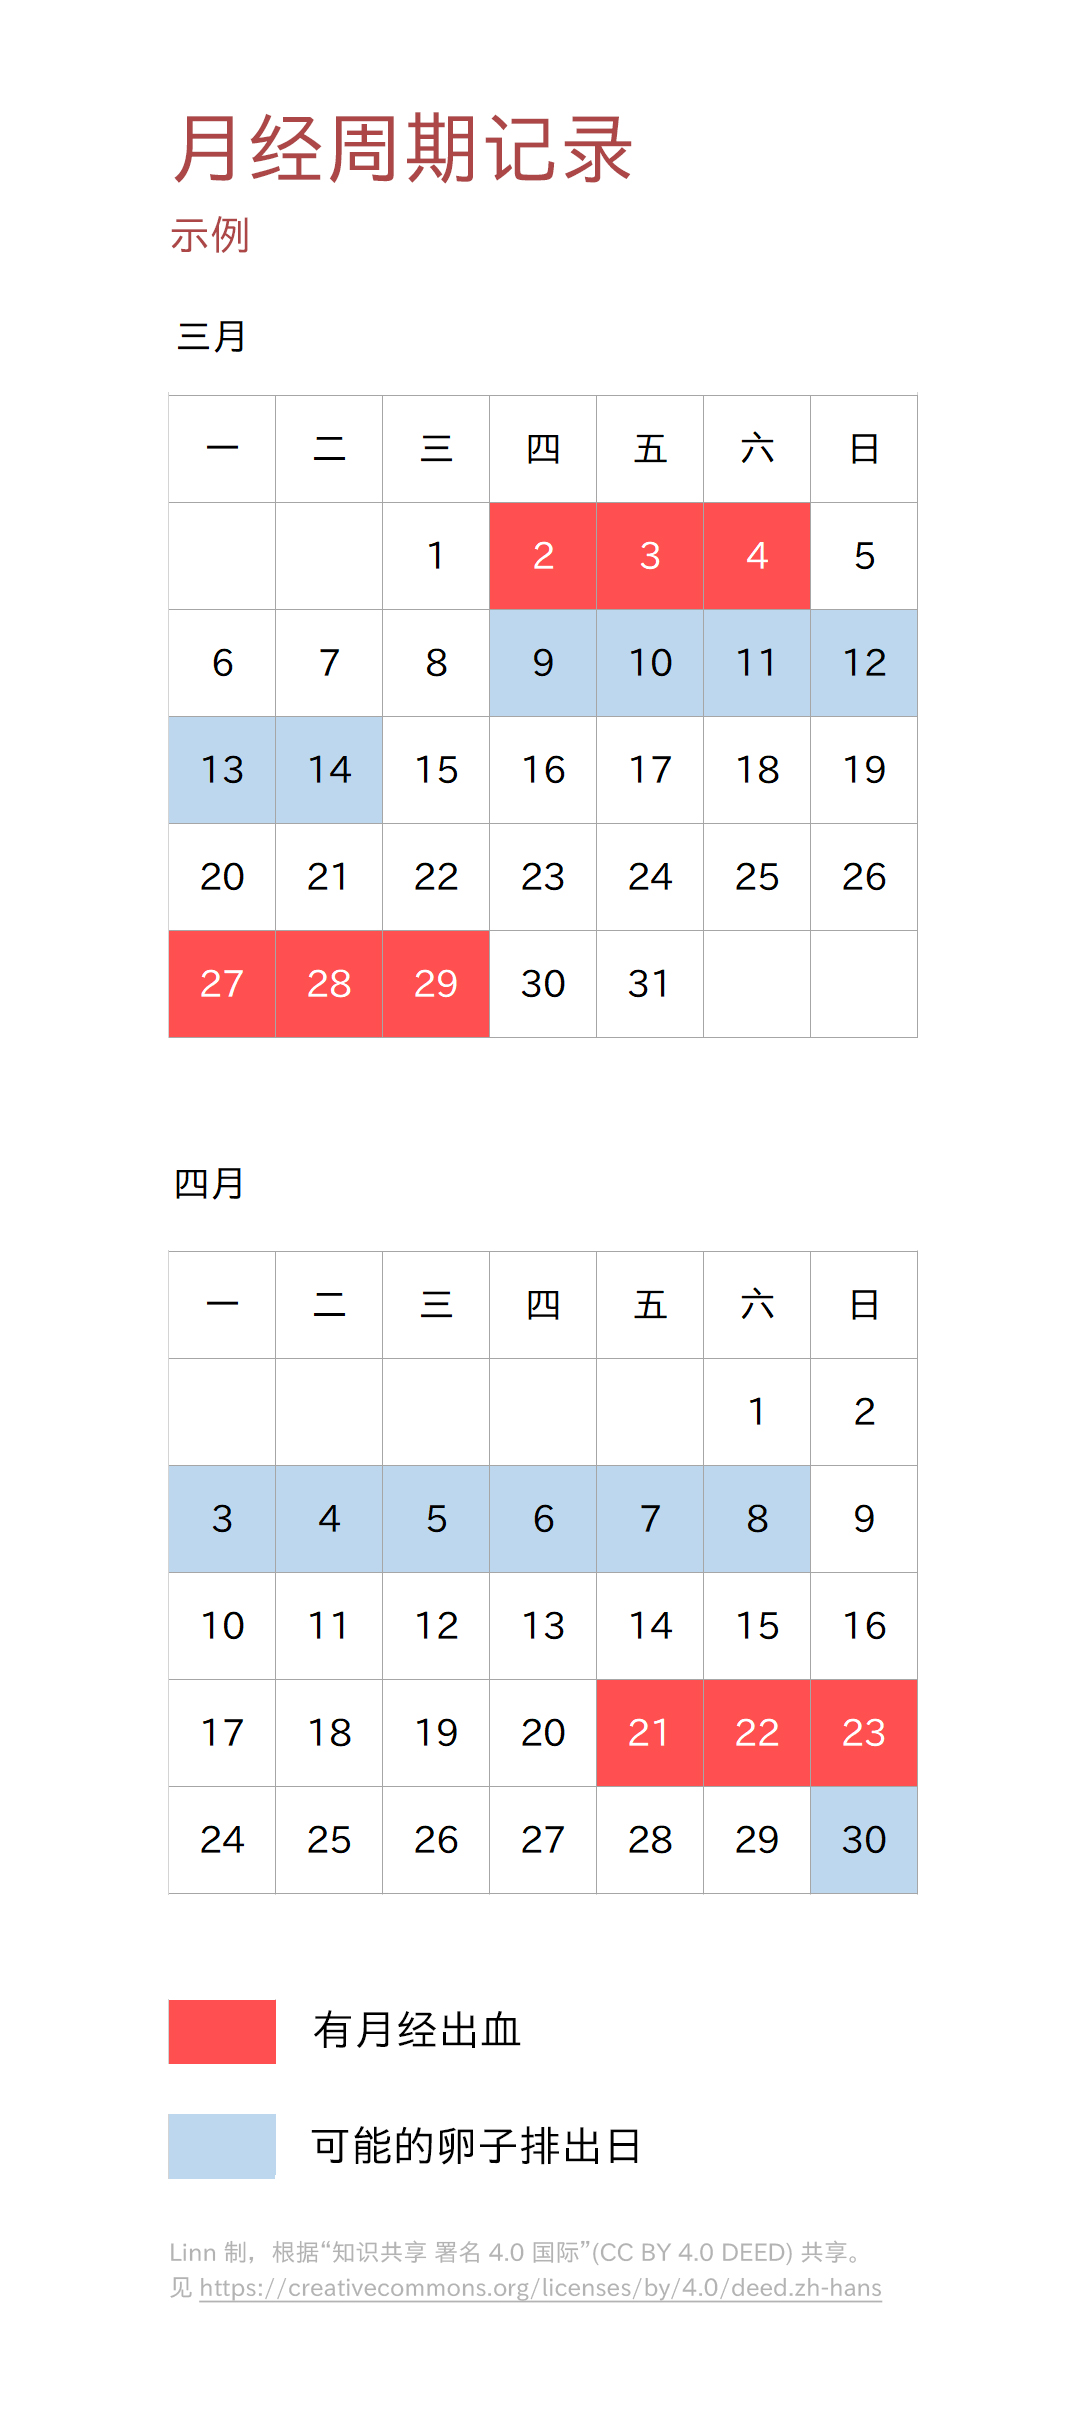 月经周期记录
示例
三月
一 二 三 四 五 六 日
1 2 3 4 5
6 7 8 9 10 11 12
13 14 15 16 17 18 19
20 21 22 23 24 25 26
27 28 29 30 31
四月
一 二 三 四 五 六 日
1 2
3 4 5 6 7 8 9
10 11 12 13 14 15 16
17 18 19 20 21 22 23
24 25 26 27 28 29 30
有月经出血
可能的卵子排出日
Linn 制，根据“知识共享 署名 4.0 国际”(CC BY 4.0 DEED) 共享。
见 https://creativecommons.org/licenses/by/4.0/deed.zh-hans